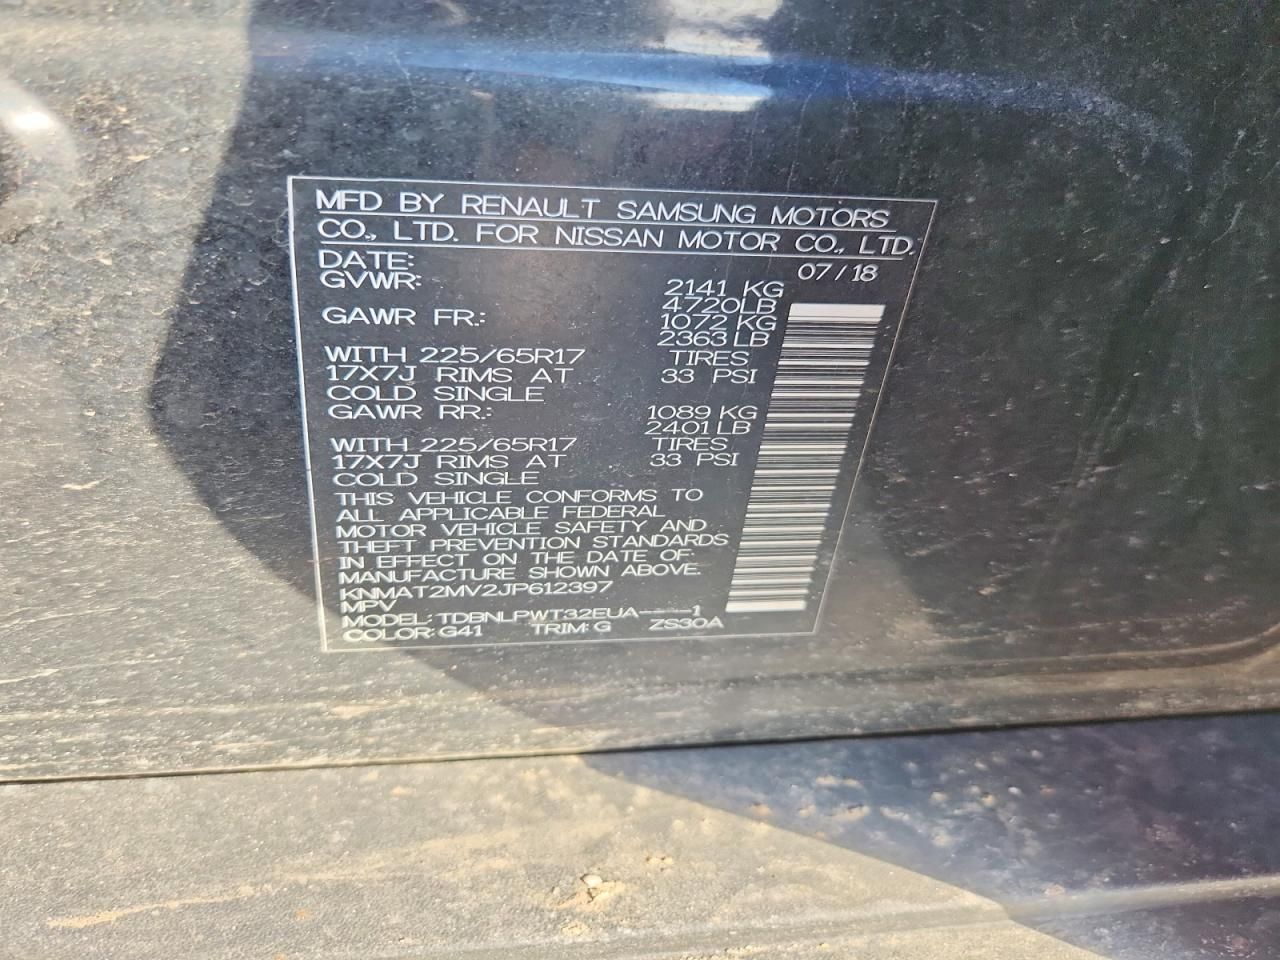 MFD BY RENAULT SAMSUNG MOTORS
CO., LTD. FOR NISSAN MOTOR CO., LTD.
DATE: 07/18
GVWR: 2141 KG
4720LB
GAWR FR.: 1072 KG
2363 LB
WITH 225/65R17 TIRES
17X7J RIMS AT 33 PSI
COLD SINGLE
GAWR RR.: 1089 KG
2401 LB
WITH 225/65R17 TIRES
17X7J RIMS AT 33 PSI
COLD SINGLE
THIS VEHICLE CONFORMS TO
ALL APPLICABLE FEDERAL
MOTOR VEHICLE SAFETY AND
THEFT PREVENTION STANDARDS
IN EFFECT ON THE DATE OF:
MANUFACTURE SHOWN ABOVE.
KNMAT2MV2JP612397
MPV
MODEL: TDBNLPWT32EUA----1
COLOR: G41 TRIM: G ZS30A